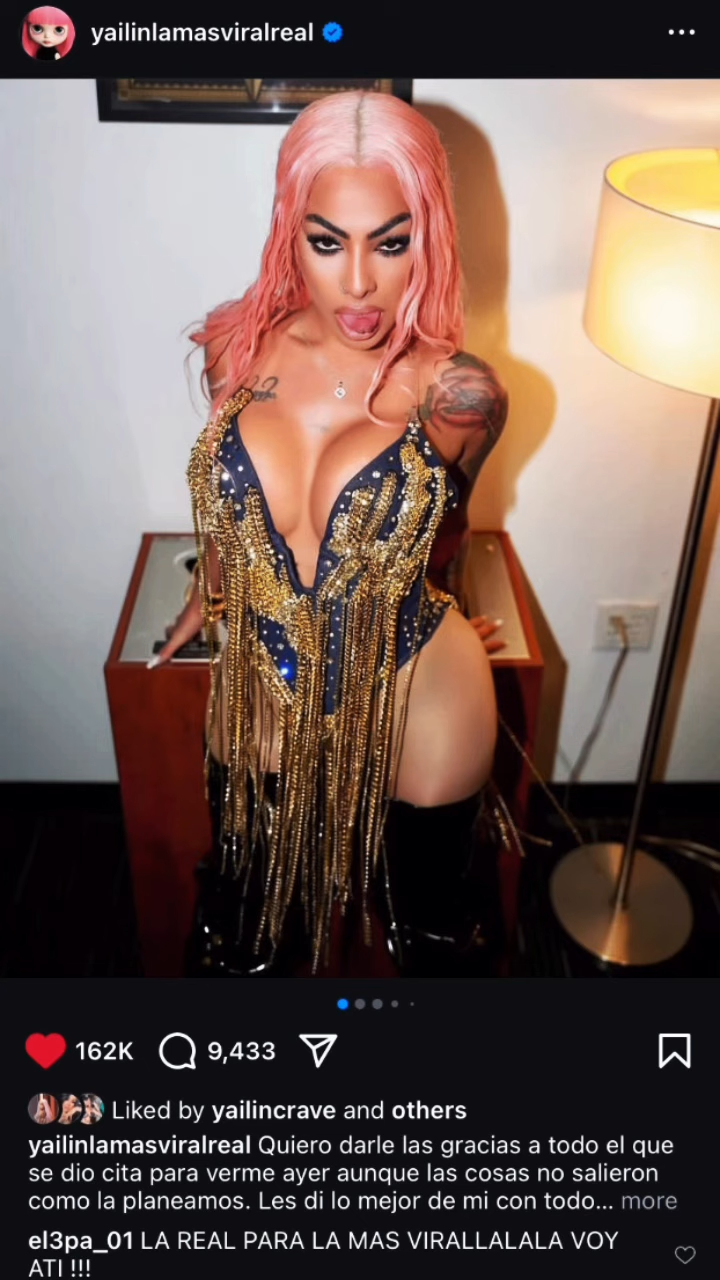 yailinlamasviralreal
162K 9,433
Liked by yailincrave and others
yailinlamasviralreal Quiero darle las gracias a todo el que
se dio cita para verme ayer aunque las cosas no salieron
como la planeamos. Les di lo mejor de mi con todo... more
el3pa_01 LA REAL PARA LA MAS VIRALLALALA VOY
ATI !!!